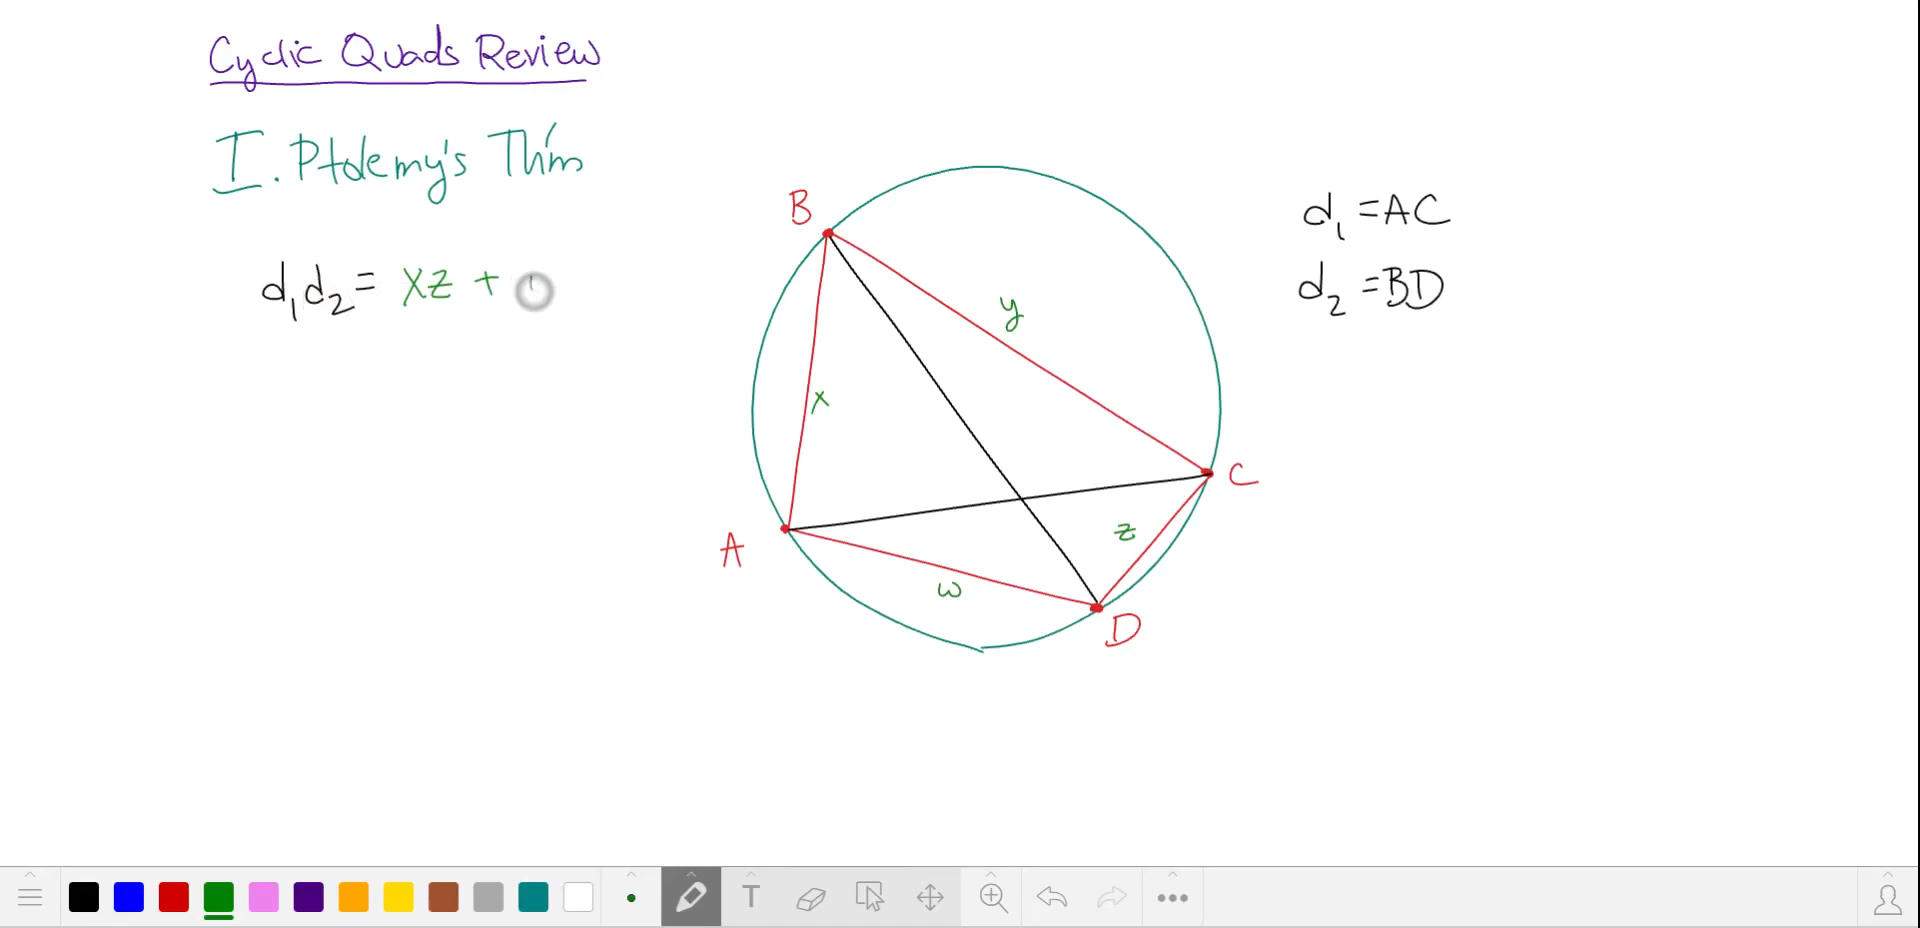 Cyclic Quads Review
I. Ptolemy's Thm
d₁d₂ = xz +
B
y
x
A
C
z
w
D
d₁ = AC
d₂ = BD
T